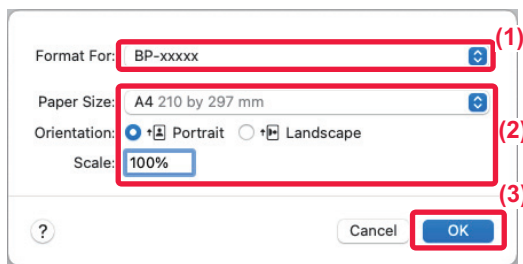 (1)
Format For: BP-xxxxx
Paper Size: A4 210 by 297 mm
Orientation: Portrait Landscape
(2)
Scale: 100%
(3)
? Cancel OK